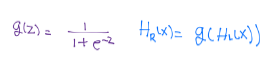 g(z) = 1 / (1 + e^-z)   H_R(x) = g(H_L(x))